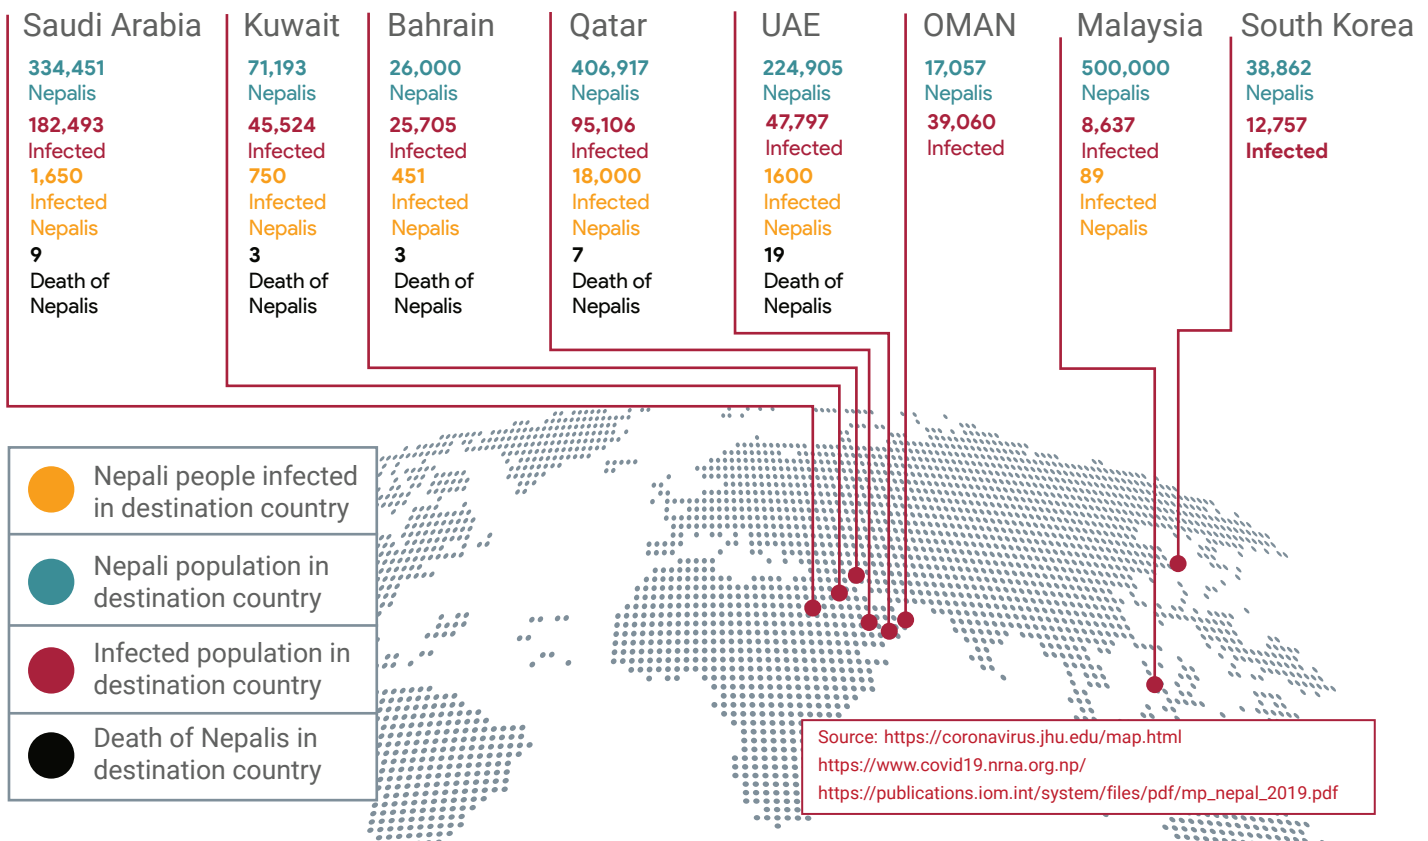 Saudi Arabia
334,451
Nepalis
182,493
Infected
1,650
Infected
Nepalis
9
Death of
Nepalis
Kuwait
71,193
Nepalis
45,524
Infected
750
Infected
Nepalis
3
Death of
Nepalis
Bahrain
26,000
Nepalis
25,705
Infected
451
Infected
Nepalis
3
Death of
Nepalis
Qatar
406,917
Nepalis
95,106
Infected
18,000
Infected
Nepalis
7
Death of
Nepalis
UAE
224,905
Nepalis
47,797
Infected
1600
Infected
Nepalis
19
Death of
Nepalis
OMAN
17,057
Nepalis
39,060
Infected
Malaysia
500,000
Nepalis
8,637
Infected
89
Infected
Nepalis
South Korea
38,862
Nepalis
12,757
Infected
Nepali people infected
in destination country
Nepali population in
destination country
Infected population in
destination country
Death of Nepalis in
destination country
Source: https://coronavirus.jhu.edu/map.html
https://www.covid19.nrna.org.np/
https://publications.iom.int/system/files/pdf/mp_nepal_2019.pdf